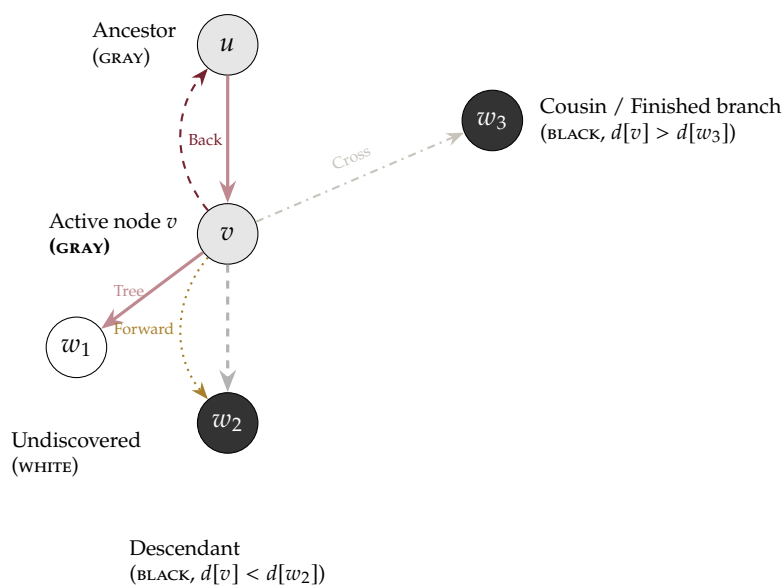 Ancestor
(GRAY)
u
Back
Cousin / Finished branch
(BLACK, d[v] > d[w₃])
w₃
Cross
Active node v
(GRAY)
v
Tree
Forward
w₁
w₂
Undiscovered
(WHITE)
Descendant
(BLACK, d[v] < d[w₂])